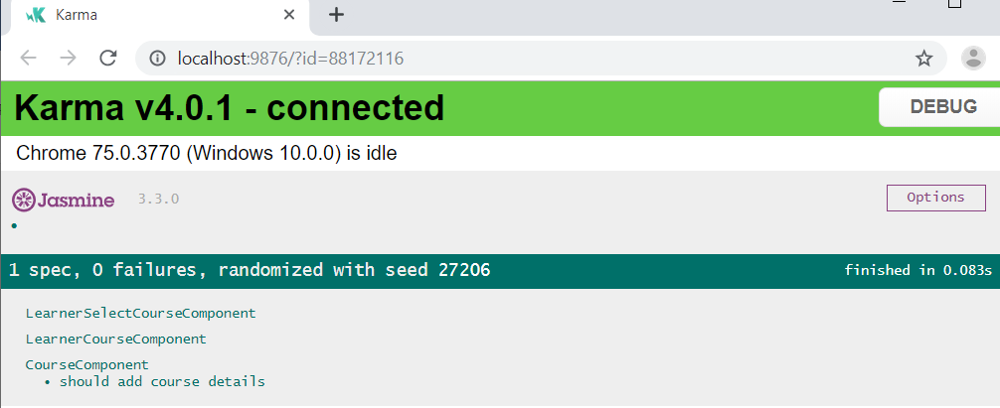 Karma
localhost:9876/?id=88172116
Karma v4.0.1 - connected
DEBUG
Chrome 75.0.3770 (Windows 10.0.0) is idle
Jasmine 3.3.0
Options
•
1 spec, 0 failures, randomized with seed 27206
finished in 0.083s
LearnerSelectCourseComponent
LearnerCourseComponent
CourseComponent
• should add course details